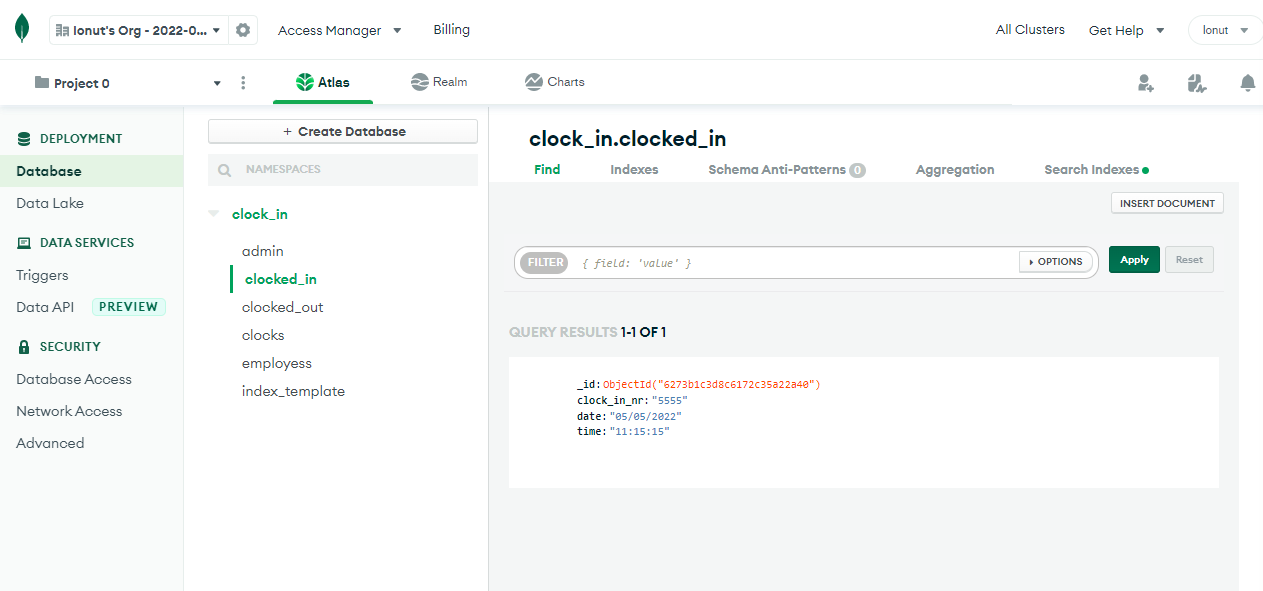 Ionut's Org - 2022-0...
Access Manager
Billing
All Clusters
Get Help
Ionut
Project 0
Atlas
Realm
Charts
DEPLOYMENT
Database
Data Lake
DATA SERVICES
Triggers
Data API PREVIEW
SECURITY
Database Access
Network Access
Advanced
+ Create Database
NAMESPACES
clock_in
admin
clocked_in
clocked_out
clocks
employess
index_template
clock_in.clocked_in
Find
Indexes
Schema Anti-Patterns 0
Aggregation
Search Indexes
INSERT DOCUMENT
FILTER { field: 'value' }
OPTIONS
Apply
Reset
QUERY RESULTS 1-1 OF 1
_id: ObjectId("6273b1c3d8c6172c35a22a40")
clock_in_nr: "5555"
date: "05/05/2022"
time: "11:15:15"